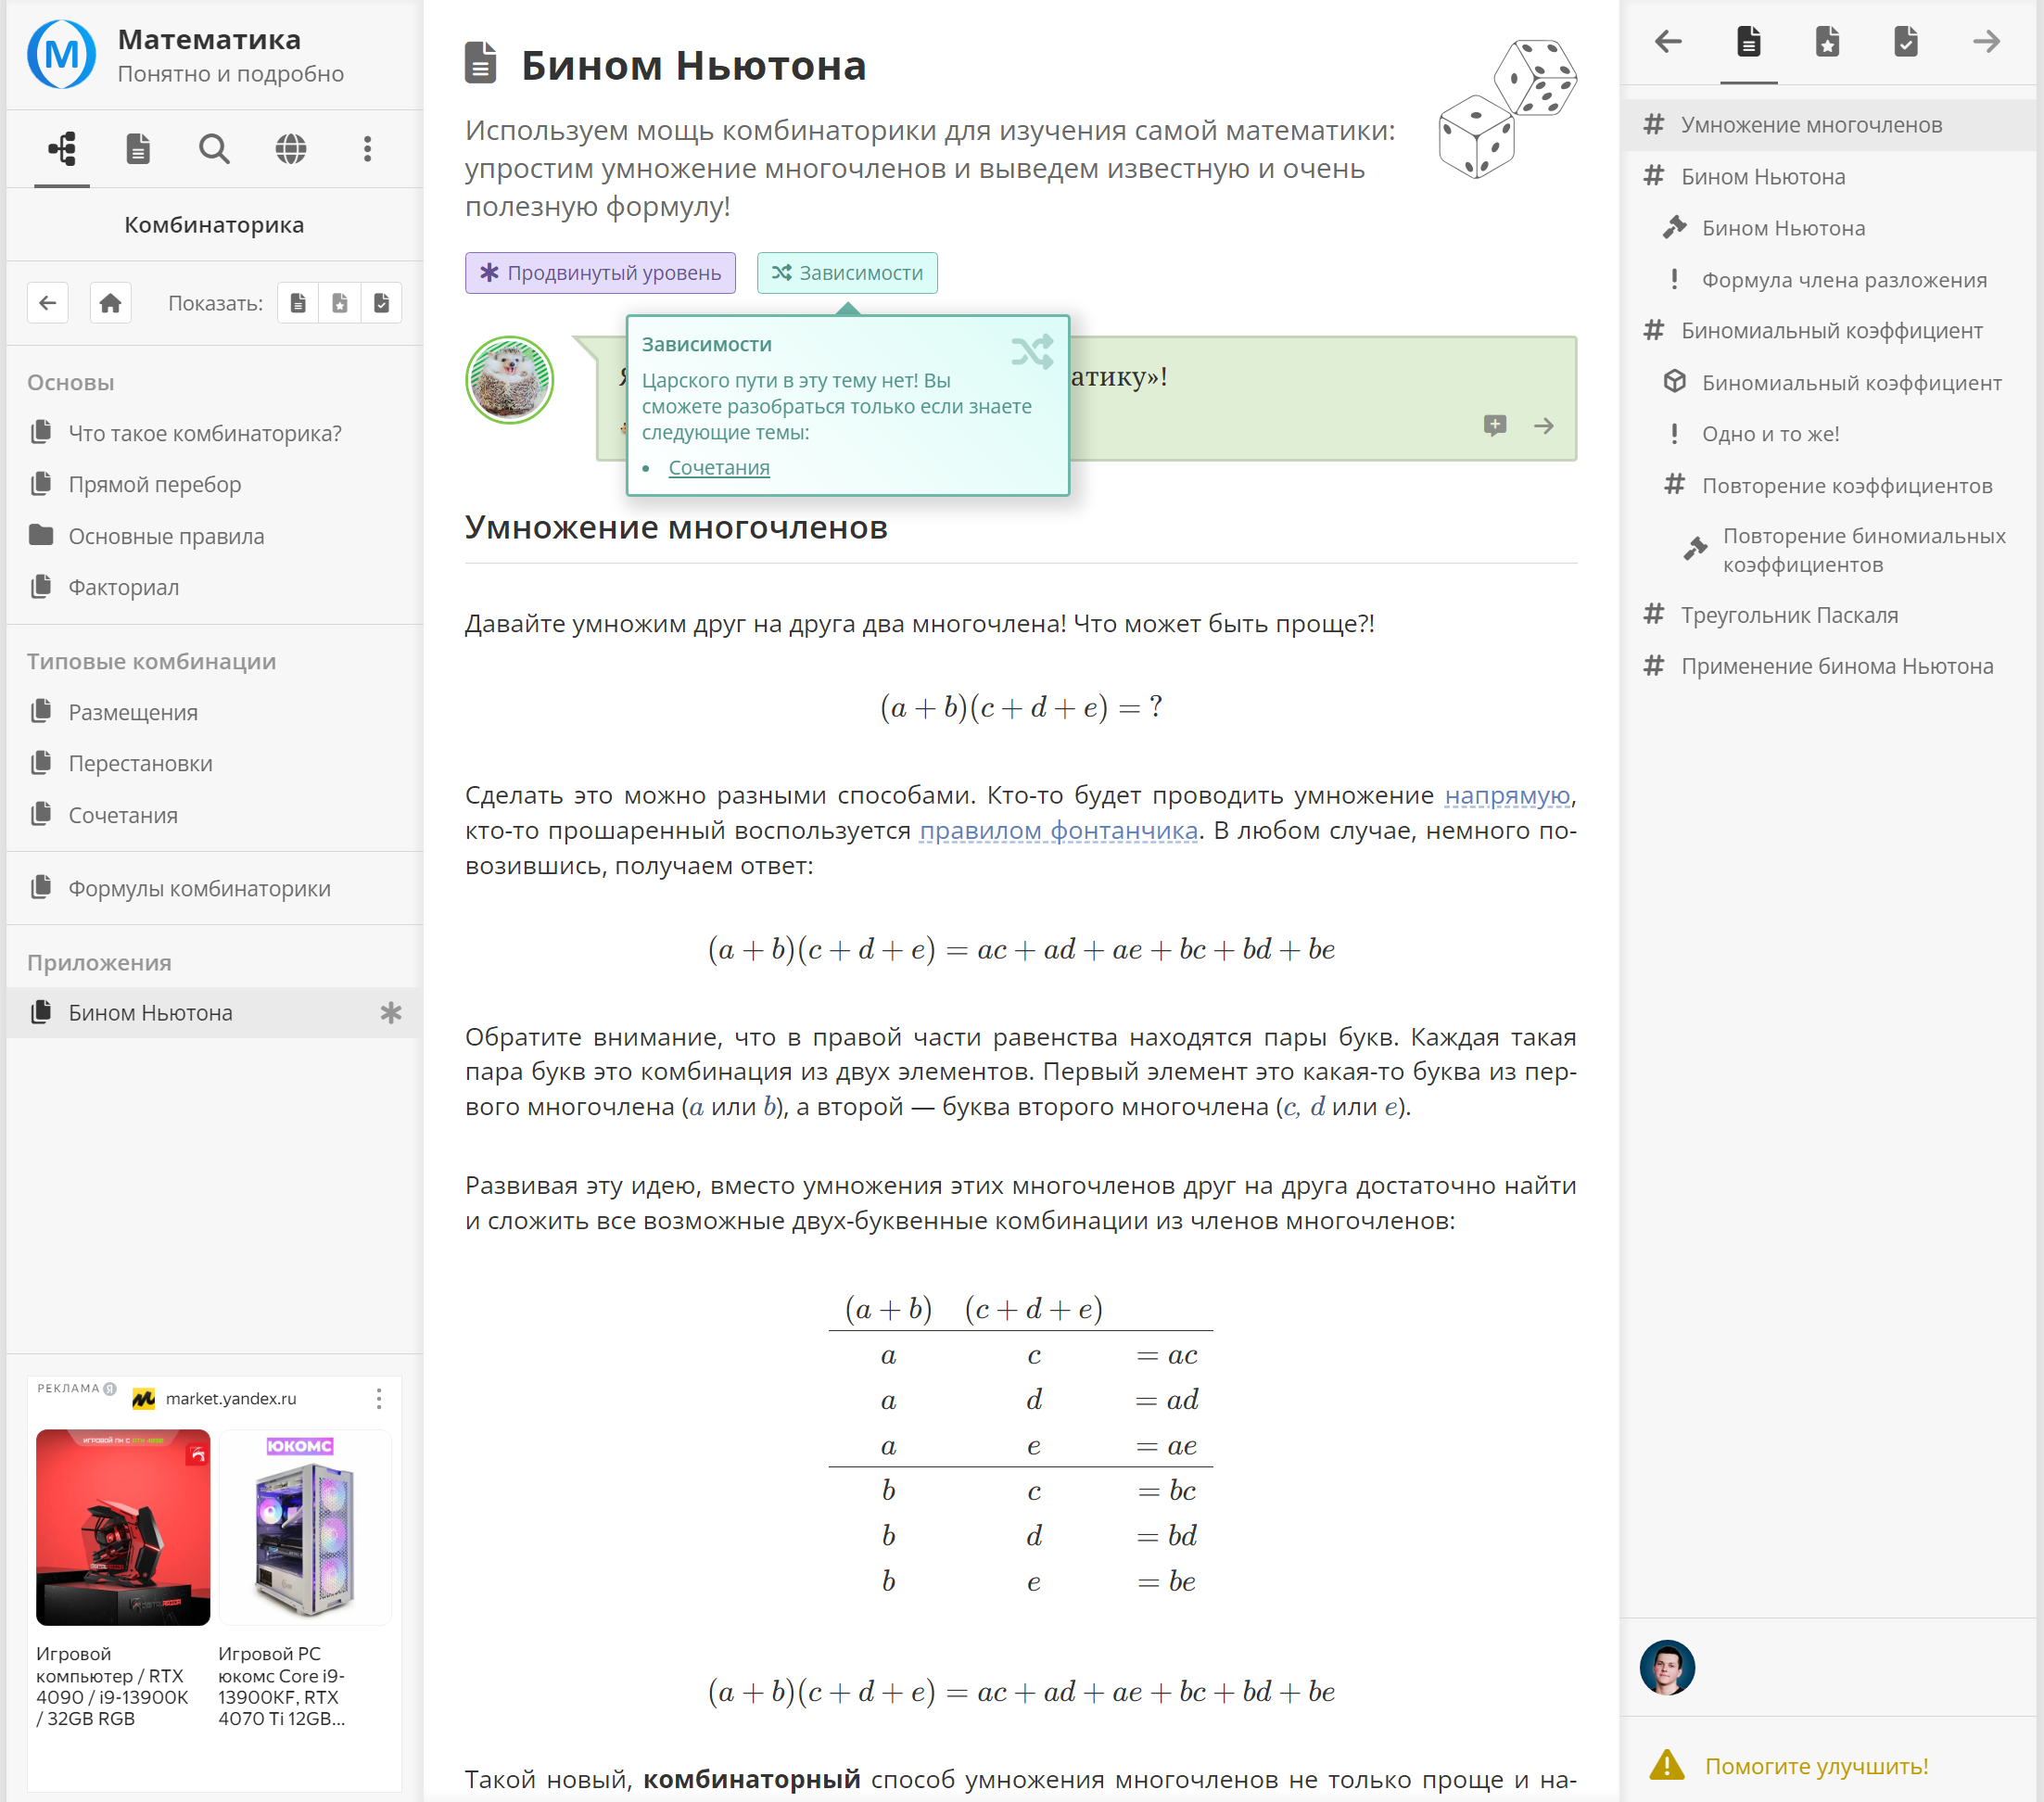 Математика
Понятно и подробно
Комбинаторика
Показать:
Основы
Что такое комбинаторика?
Прямой перебор
Основные правила
Факториал
Типовые комбинации
Размещения
Перестановки
Сочетания
Формулы комбинаторики
Приложения
Бином Ньютона
РЕКЛАМА
market.yandex.ru
ИГРОВОЙ ПК С RTX 4090
ЮКОМС
Игровой
компьютер / RTX
4090 / i9-13900K
/ 32GB RGB
Игровой PC
юкомс Core i9-
13900KF, RTX
4070 Ti 12GB...
Бином Ньютона
Используем мощь комбинаторики для изучения самой математики:
упростим умножение многочленов и выведем известную и очень
полезную формулу!
Продвинутый уровень
Зависимости
Зависимости
Царского пути в эту тему нет! Вы
сможете разобраться только если знаете
следующие темы:
• Сочетания
атику»!
Умножение многочленов
Давайте умножим друг на друга два многочлена! Что может быть проще?!
(a + b)(c + d + e) = ?
Сделать это можно разными способами. Кто-то будет проводить умножение напрямую,
кто-то прошаренный воспользуется правилом фонтанчика. В любом случае, немного по-
возившись, получаем ответ:
(a + b)(c + d + e) = ac + ad + ae + bc + bd + be
Обратите внимание, что в правой части равенства находятся пары букв. Каждая такая
пара букв это комбинация из двух элементов. Первый элемент это какая-то буква из пер-
вого многочлена (a или b), а второй — буква второго многочлена (c, d или e).
Развивая эту идею, вместо умножения этих многочленов друг на друга достаточно найти
и сложить все возможные двух-буквенные комбинации из членов многочленов:
(a + b) (c + d + e)
a c = ac
a d = ad
a e = ae
b c = bc
b d = bd
b e = be
(a + b)(c + d + e) = ac + ad + ae + bc + bd + be
Такой новый, комбинаторный способ умножения многочленов не только проще и на-
# Умножение многочленов
# Бином Ньютона
Бином Ньютона
! Формула члена разложения
# Биномиальный коэффициент
Биномиальный коэффициент
! Одно и то же!
# Повторение коэффициентов
Повторение биномиальных
коэффициентов
# Треугольник Паскаля
# Применение бинома Ньютона
Помогите улучшить!